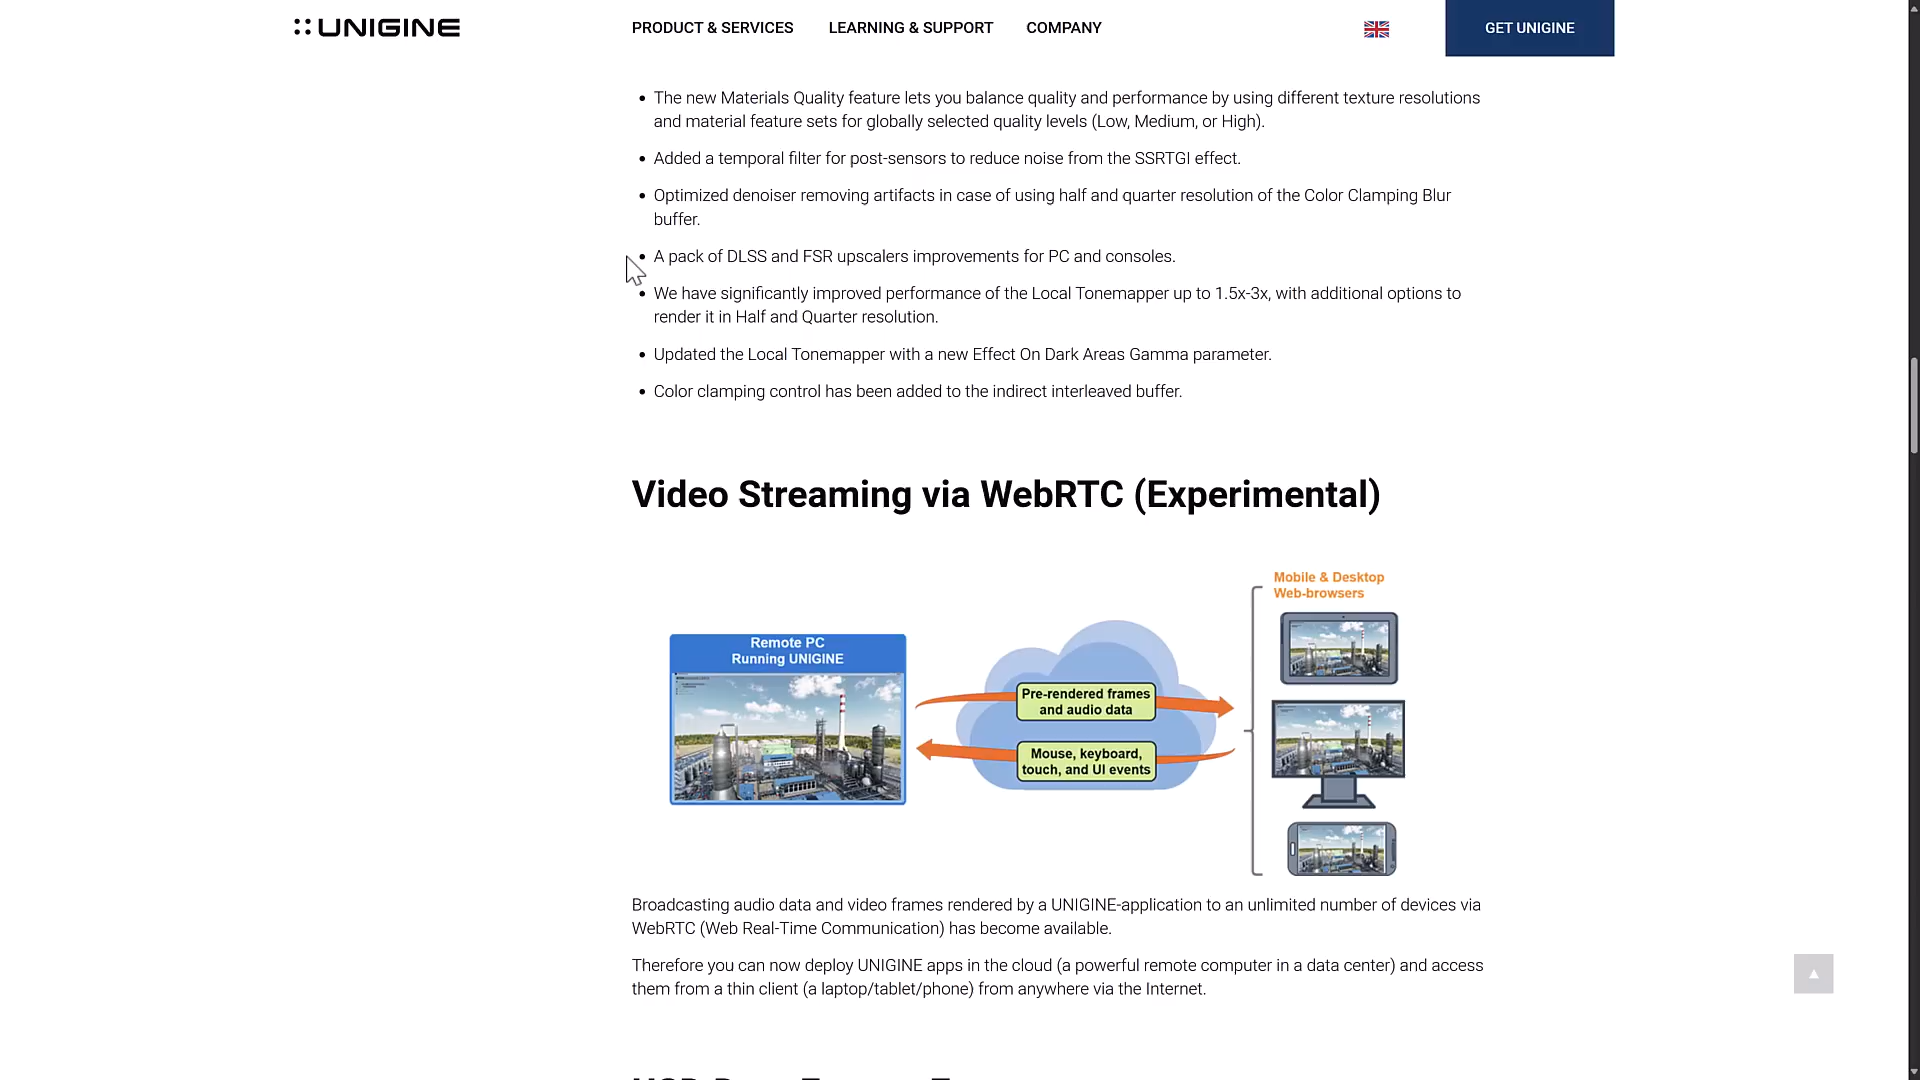 UNIGINE
PRODUCT & SERVICES
LEARNING & SUPPORT
COMPANY
GET UNIGINE
The new Materials Quality feature lets you balance quality and performance by using different texture resolutions
and material feature sets for globally selected quality levels (Low, Medium, or High).
Added a temporal filter for post-sensors to reduce noise from the SSRTGI effect.
Optimized denoiser removing artifacts in case of using half and quarter resolution of the Color Clamping Blur
buffer.
A pack of DLSS and FSR upscalers improvements for PC and consoles.
We have significantly improved performance of the Local Tonemapper up to 1.5x-3x, with additional options to
render it in Half and Quarter resolution.
Updated the Local Tonemapper with a new Effect On Dark Areas Gamma parameter.
Color clamping control has been added to the indirect interleaved buffer.
Video Streaming via WebRTC (Experimental)
Mobile & Desktop
Web-browsers
Remote PC
Running UNIGINE
Pre-rendered frames
and audio data
Mouse, keyboard,
touch, and UI events
Broadcasting audio data and video frames rendered by a UNIGINE-application to an unlimited number of devices via
WebRTC (Web Real-Time Communication) has become available.
Therefore you can now deploy UNIGINE apps in the cloud (a powerful remote computer in a data center) and access
them from a thin client (a laptop/tablet/phone) from anywhere via the Internet.